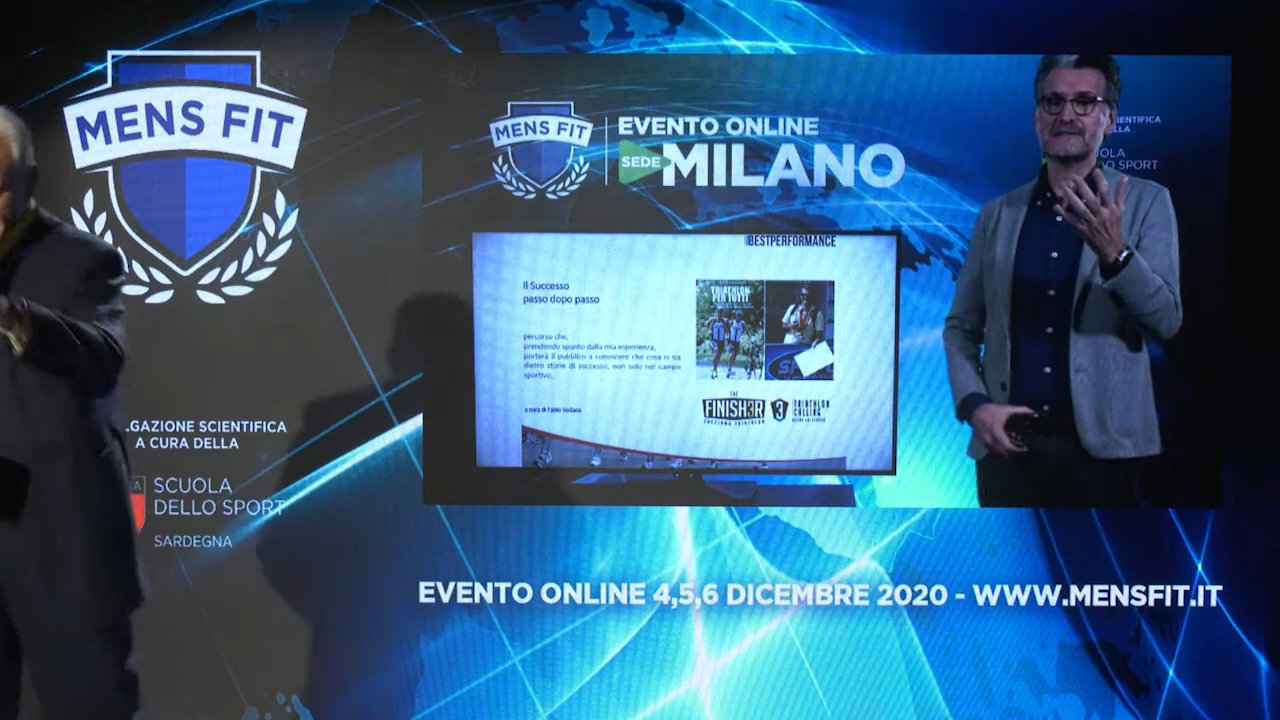 MENS FIT
GAZIONE SCIENTIFICA
A CURA DELLA
SCUOLA
DELLO SPORT
SARDEGNA
MENS FIT
EVENTO ONLINE
SEDE MILANO
BESTPERFORMANCE
Il Successo
passo dopo passo
percorso che,
prendendo spunto dalla mia esperienza,
porterà il pubblico a conoscere che cosa ci sia
dietro storie di successo, non solo nel campo
sportivo.
a cura di Fabio Vedana
TRIATHLON
PER TUTTI
THE
FINISH3R
3
TRIATHLON
CALLING
EVENTO ONLINE 4,5,6 DICEMBRE 2020 - WWW.MENSFIT.IT